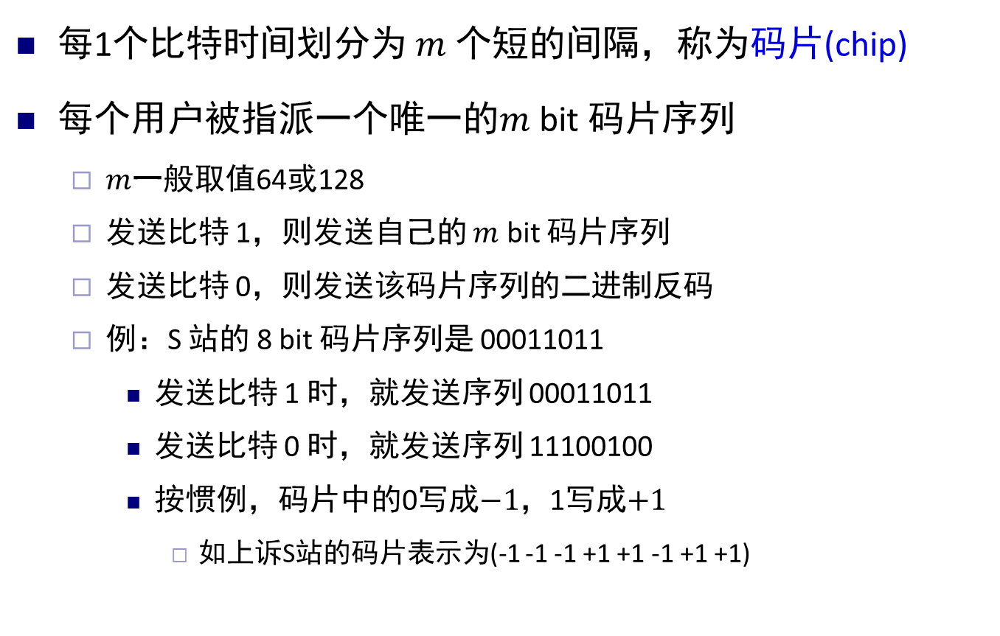 每1个比特时间划分为 m 个短的间隔，称为码片(chip)
每个用户被指派一个唯一的m bit 码片序列
m一般取值64或128
发送比特 1，则发送自己的 m bit 码片序列
发送比特 0，则发送该码片序列的二进制反码
例：S 站的 8 bit 码片序列是 00011011
发送比特 1 时，就发送序列 00011011
发送比特 0 时，就发送序列 11100100
按惯例，码片中的0写成−1，1写成+1
如上诉S站的码片表示为(-1 -1 -1 +1 +1 -1 +1 +1)